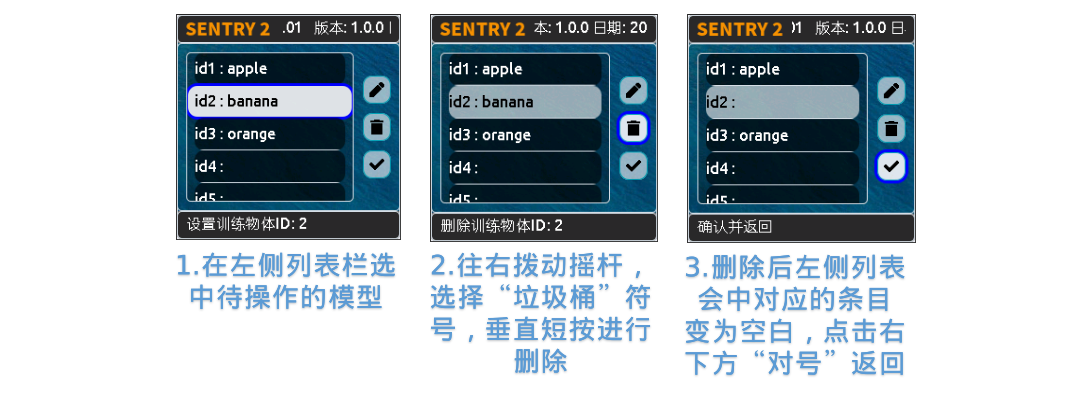 SENTRY 2 .01 版本: 1.0.0
id1 : apple
id2 : banana
id3 : orange
id4 :
id5 :
设置训练物体ID: 2
1.在左侧列表栏选
中待操作的模型
SENTRY 2 本: 1.0.0 日期: 20
id1 : apple
id2 : banana
id3 : orange
id4 :
id5 :
删除训练物体ID: 2
2.往右拨动摇杆，
选择“垃圾桶”符
号，垂直短按进行
删除
SENTRY 2 01 版本: 1.0.0 日
id1 : apple
id2 :
id3 : orange
id4 :
id5 :
确认并返回
3.删除后左侧列表
会中对应的条目
变为空白，点击右
下方“对号”返回